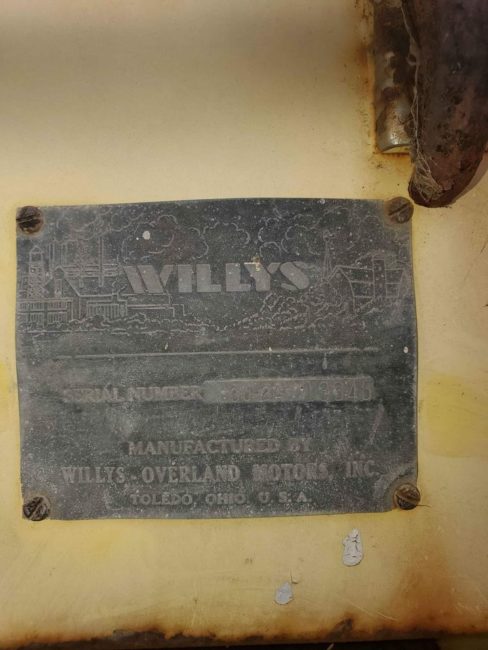 WILLYS
SERIAL NUMBER
MANUFACTURED BY
WILLYS-OVERLAND MOTORS, INC.
TOLEDO, OHIO, U.S.A.